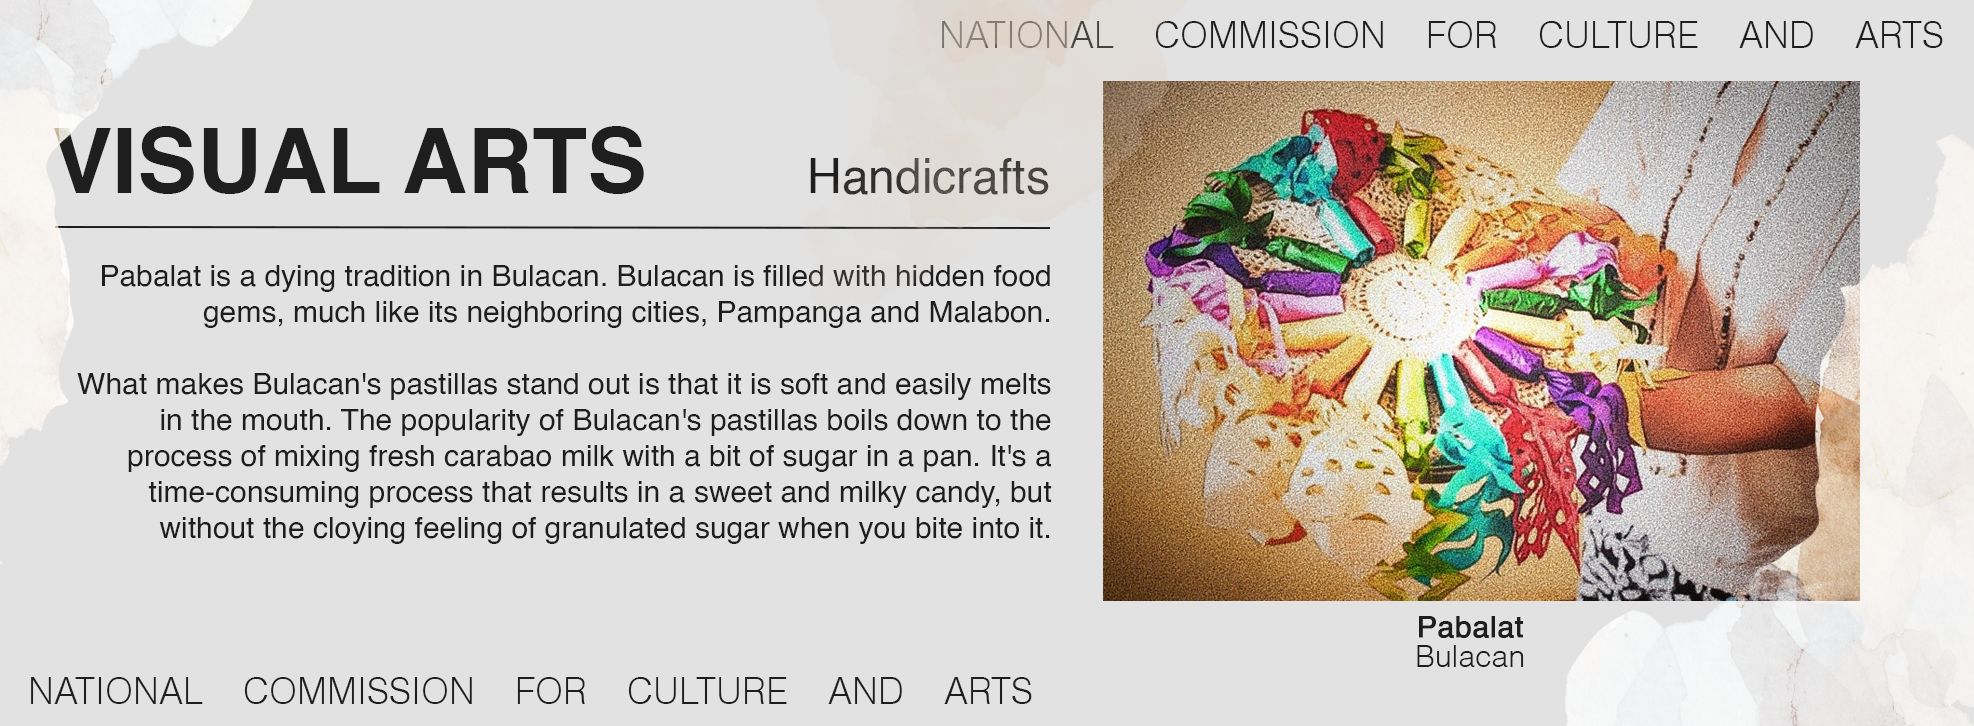 NATIONAL COMMISSION FOR CULTURE AND ARTS
VISUAL ARTS
Handicrafts
Pabalat is a dying tradition in Bulacan. Bulacan is filled with hidden food
gems, much like its neighboring cities, Pampanga and Malabon.
What makes Bulacan's pastillas stand out is that it is soft and easily melts
in the mouth. The popularity of Bulacan's pastillas boils down to the
process of mixing fresh carabao milk with a bit of sugar in a pan. It's a
time-consuming process that results in a sweet and milky candy, but
without the cloying feeling of granulated sugar when you bite into it.
Pabalat
Bulacan
NATIONAL COMMISSION FOR CULTURE AND ARTS